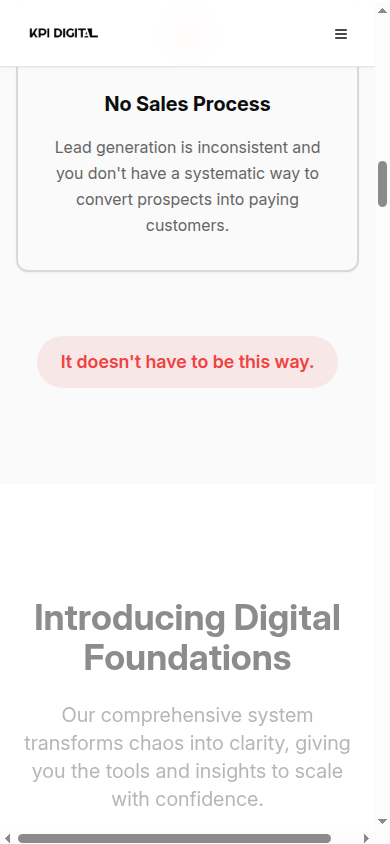 KPI DIGITAL
No Sales Process
Lead generation is inconsistent and
you don't have a systematic way to
convert prospects into paying
customers.
It doesn't have to be this way.
Introducing Digital
Foundations
Our comprehensive system
transforms chaos into clarity, giving
you the tools and insights to scale
with confidence.